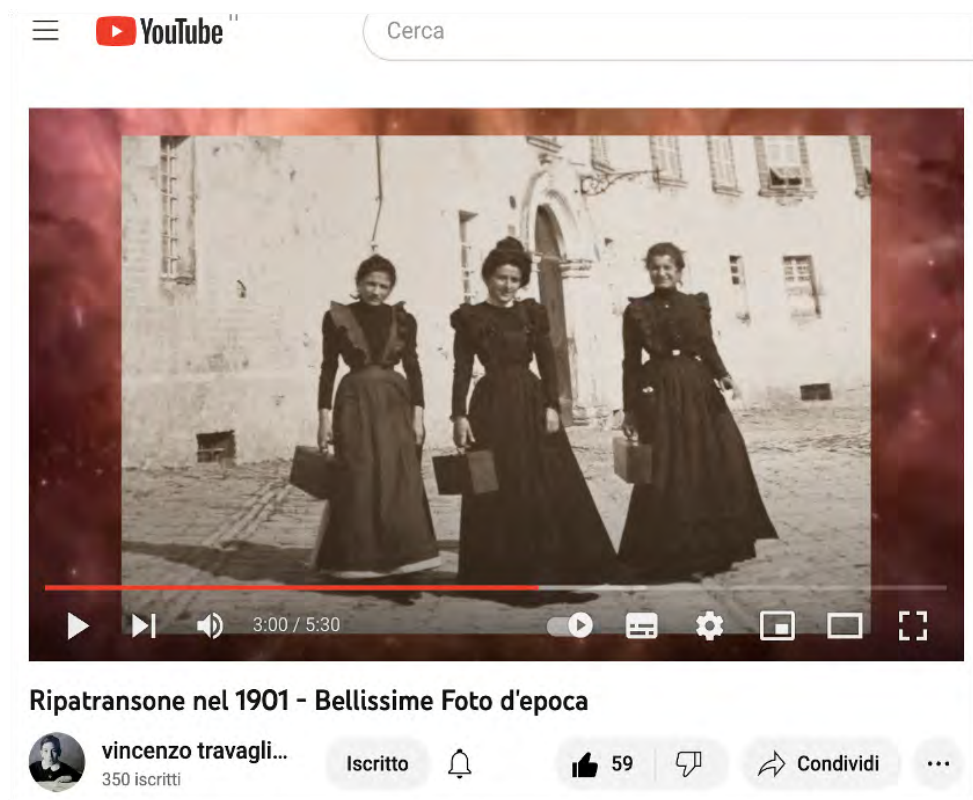 YouTube IT
Cerca
3:00 / 5:30
Ripatransone nel 1901 - Bellissime Foto d'epoca
vincenzo travagli...
350 iscritti
Iscritto
59
Condividi